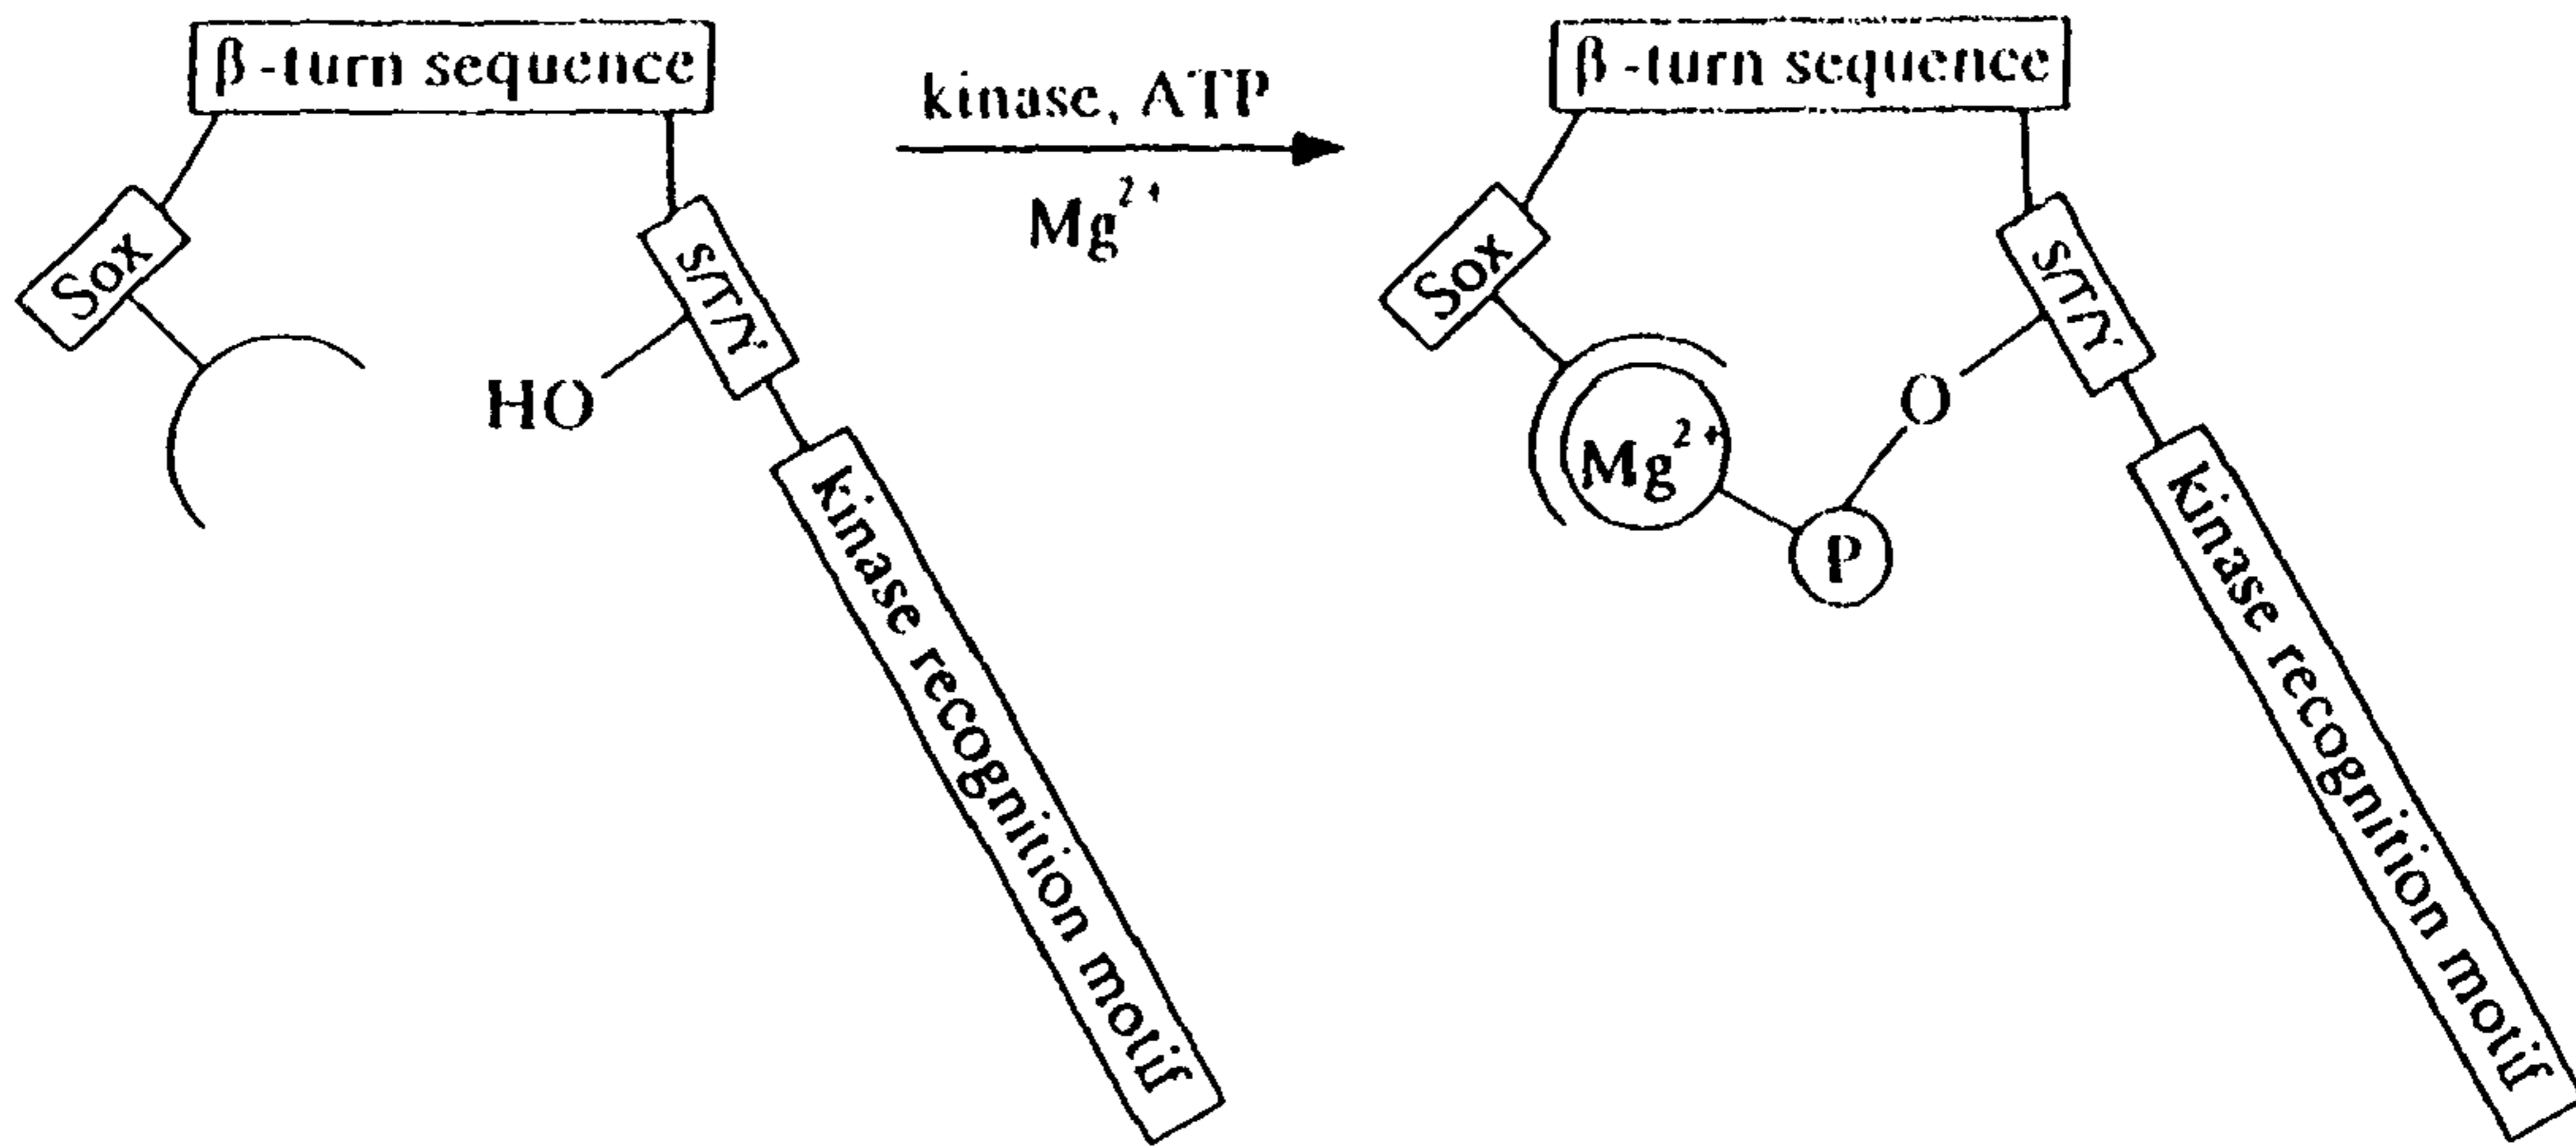 β-turn sequence
Sox
S/T/Y
HO
kinase recognition motif
kinase, ATP
Mg²⁺
β-turn sequence
Sox
S/T/Y
Mg²⁺
O
P
kinase recognition motif